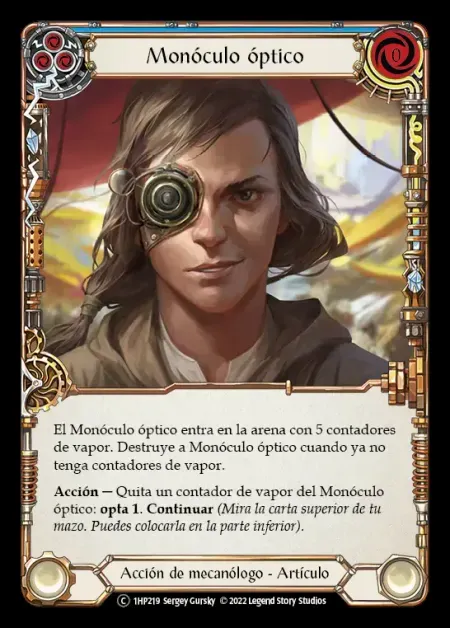 Monóculo óptico
0
El Monóculo óptico entra en la arena con 5 contadores
de vapor. Destruye a Monóculo óptico cuando ya no
tenga contadores de vapor.
Acción — Quita un contador de vapor del Monóculo
óptico: opta 1. Continuar (Mira la carta superior de tu
mazo. Puedes colocarla en la parte inferior).
Acción de mecanólogo - Artículo
C 1HP219 Sergey Gursky © 2022 Legend Story Studios